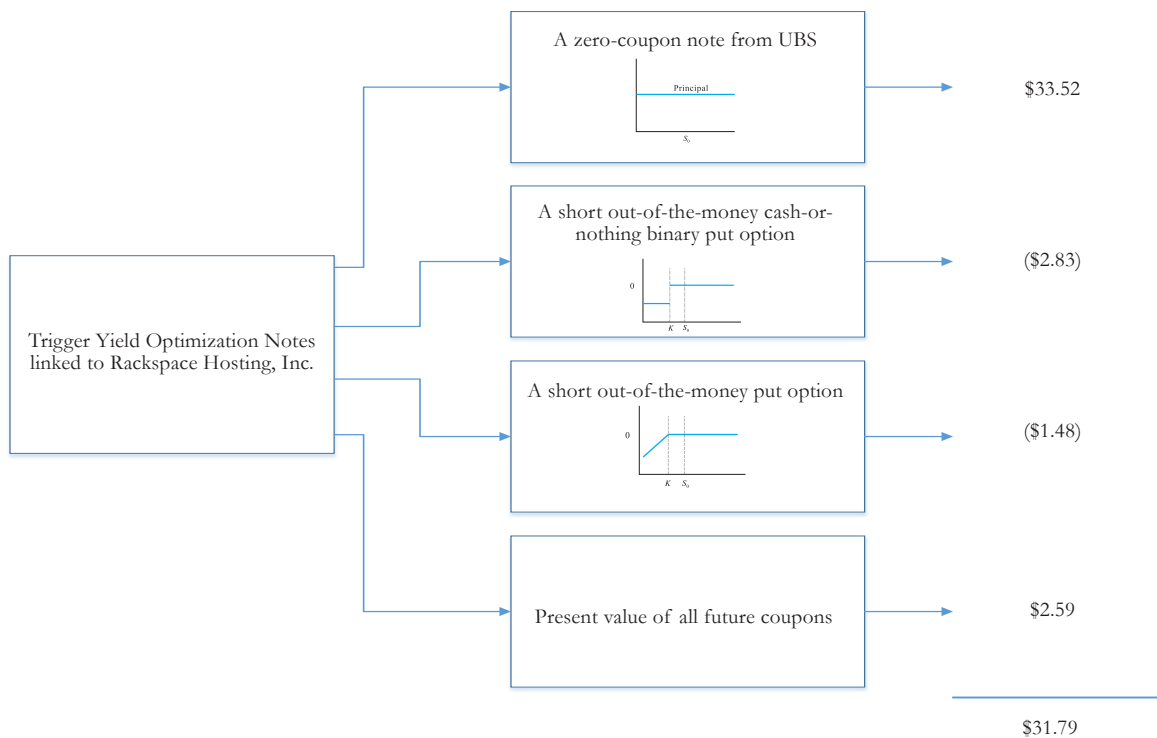 A zero-coupon note from UBS
Principal
S0
$33.52
A short out-of-the-money cash-or-
nothing binary put option
0
K S0
($2.83)
Trigger Yield Optimization Notes
linked to Rackspace Hosting, Inc.
A short out-of-the-money put option
0
K S0
($1.48)
Present value of all future coupons
$2.59
$31.79